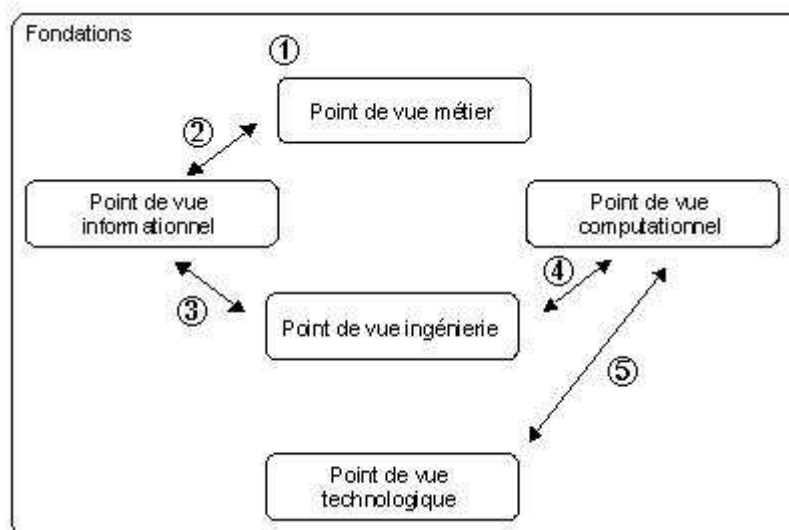 Fondations
①
Point de vue métier
②
Point de vue
informationnel
Point de vue
computationnel
③
④
Point de vue ingénierie
⑤
Point de vue
technologique